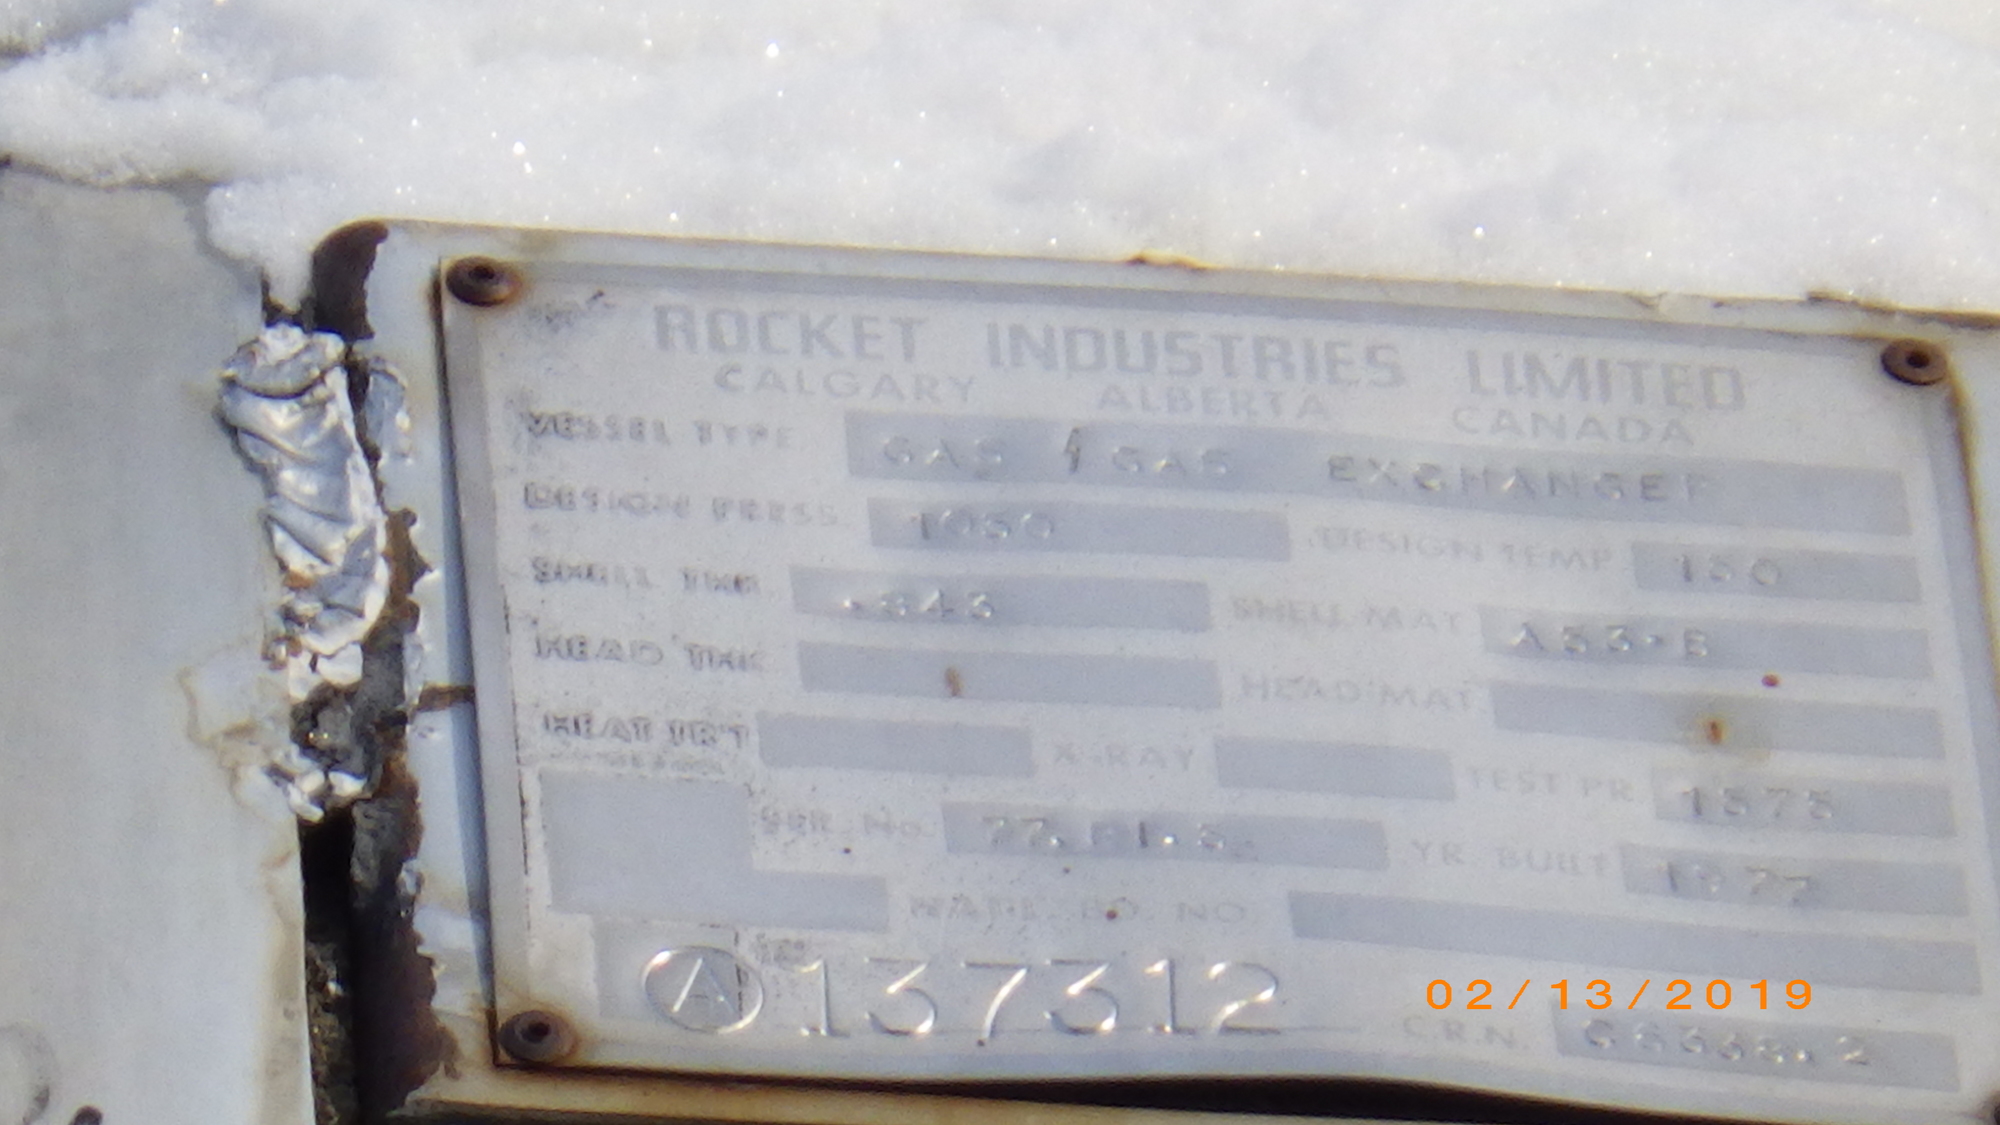 ROCKET INDUSTRIES LIMITED
CALGARY ALBERTA CANADA
VESSEL TYPE GAS / GAS EXCHANGER
DESIGN PRESS 1050 DESIGN TEMP 150
SHELL THK .343 SHELL MAT A53-B
HEAD THK HEAD MAT
HEAT TR'T X-RAY TEST PR 1575
SER. No. YR. BUILT 1977
NAT'L. BD. NO.
A 137312
02/13/2019
C.R.N.